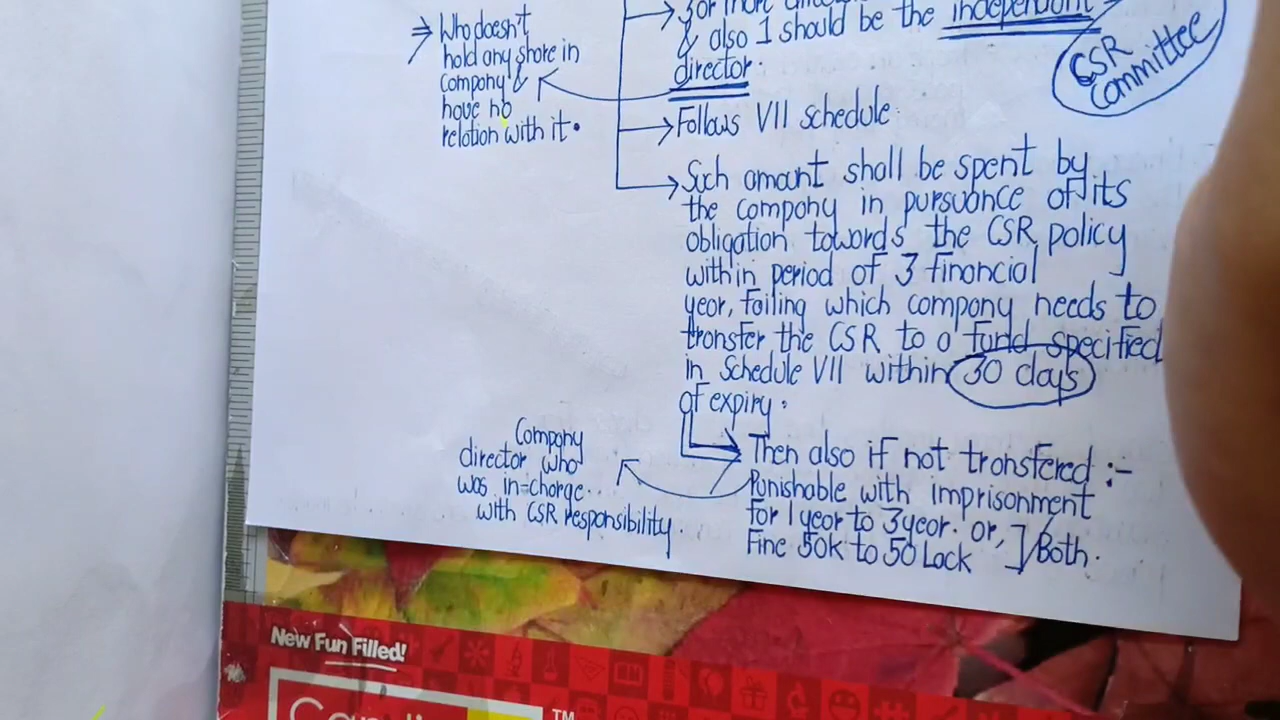 3 or more
& also 1 should be the independent
director.
CSR
committee
⇒ Who doesn't
hold any share in
company &
have no
relation with it.
→ Follows VII schedule
→ Such amount shall be spent by
the company in pursuance of its
obligation towards the CSR policy
within period of 3 financial
year, failing which company needs to
transfer the CSR to a fund specified
in Schedule VII within 30 days
of expiry.
Then also if not transferred :-
Punishable with imprisonment
for 1 year to 3 year. or,
Fine 50K to 50 Lack
Both.
Company
director who
was in-charge..
with CSR responsibility.
New Fun Filled!
TM